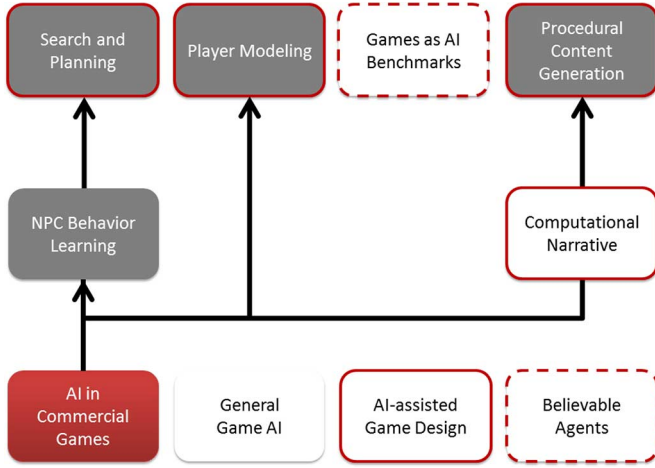 Search and
Planning
Player Modeling
Games as AI
Benchmarks
Procedural
Content
Generation
NPC Behavior
Learning
Computational
Narrative
AI in
Commercial
Games
General
Game AI
AI-assisted
Game Design
Believable
Agents